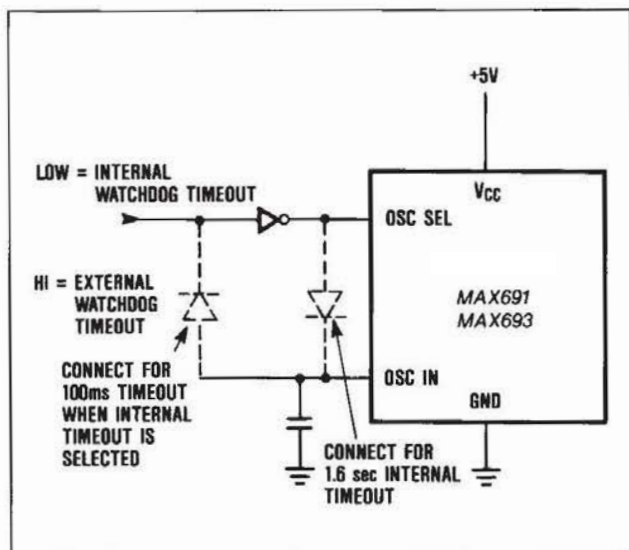 +5V
LOW = INTERNAL
WATCHDOG TIMEOUT
VCC
OSC SEL
HI = EXTERNAL
WATCHDOG
TIMEOUT
MAX691
MAX693
CONNECT FOR
100ms TIMEOUT
WHEN INTERNAL
TIMEOUT IS
SELECTED
OSC IN
GND
CONNECT FOR
1.6 sec INTERNAL
TIMEOUT